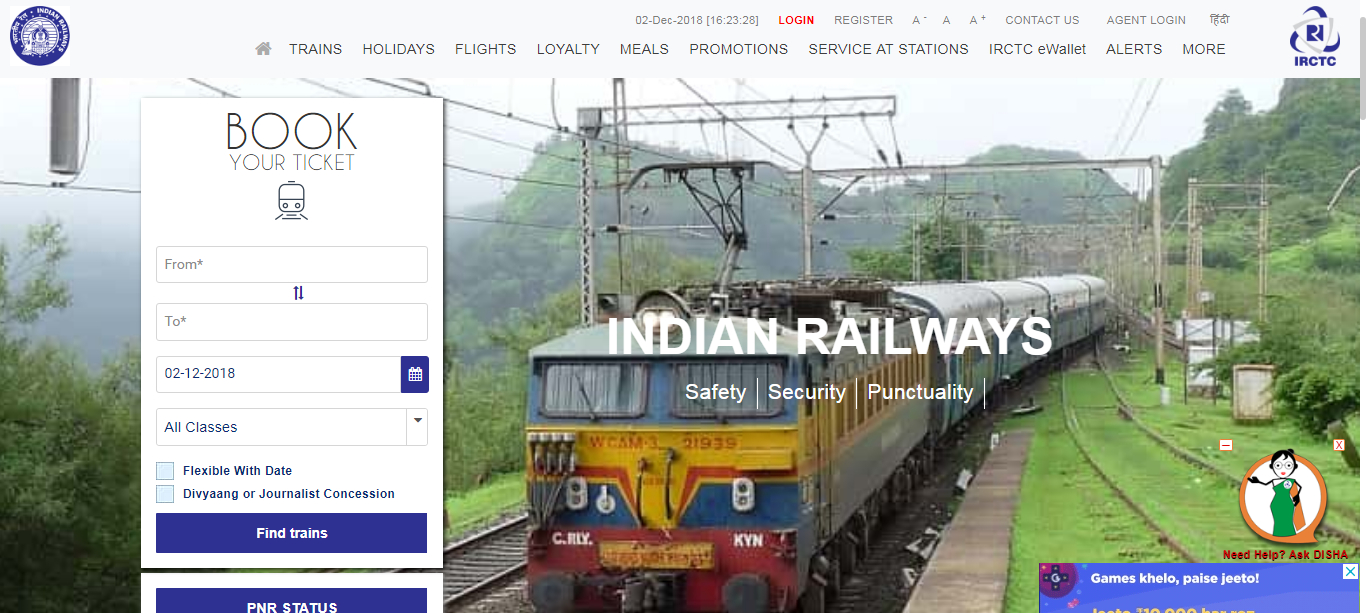 02-Dec-2018 [16:23:28] LOGIN REGISTER A - A A + CONTACT US AGENT LOGIN हिंदी
INDIAN RAILWAYS
IRCTC
TRAINS HOLIDAYS FLIGHTS LOYALTY MEALS PROMOTIONS SERVICE AT STATIONS IRCTC eWallet ALERTS MORE
BOOK
YOUR TICKET
From*
To*
02-12-2018
All Classes
Flexible With Date
Divyaang or Journalist Concession
Find trains
PNR STATUS
INDIAN RAILWAYS
Safety Security Punctuality
WCAM-3 21939
C.RLY. KYN
X
Need Help? Ask DISHA
G
Games khelo, paise jeeto!